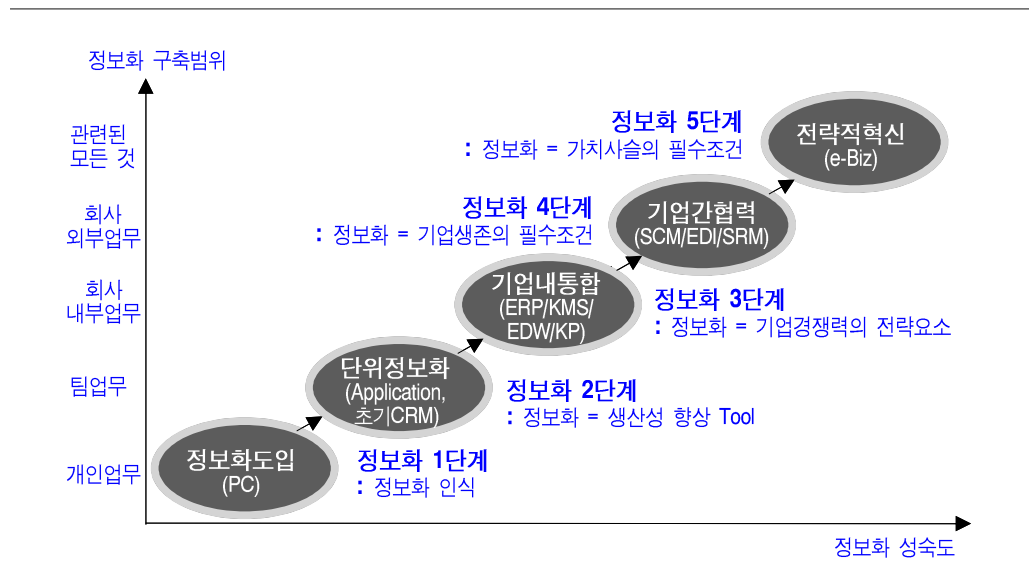 정보화 구축범위
관련된
모든 것
정보화 5단계
: 정보화 = 가치사슬의 필수조건
전략적혁신
(e-Biz)
회사
외부업무
정보화 4단계
: 정보화 = 기업생존의 필수조건
기업간협력
(SCM/EDI/SRM)
회사
내부업무
기업내통합
(ERP/KMS/
EDW/KP)
정보화 3단계
: 정보화 = 기업경쟁력의 전략요소
팀업무
단위정보화
(Application,
초기CRM)
정보화 2단계
: 정보화 = 생산성 향상 Tool
개인업무
정보화도입
(PC)
정보화 1단계
: 정보화 인식
정보화 성숙도